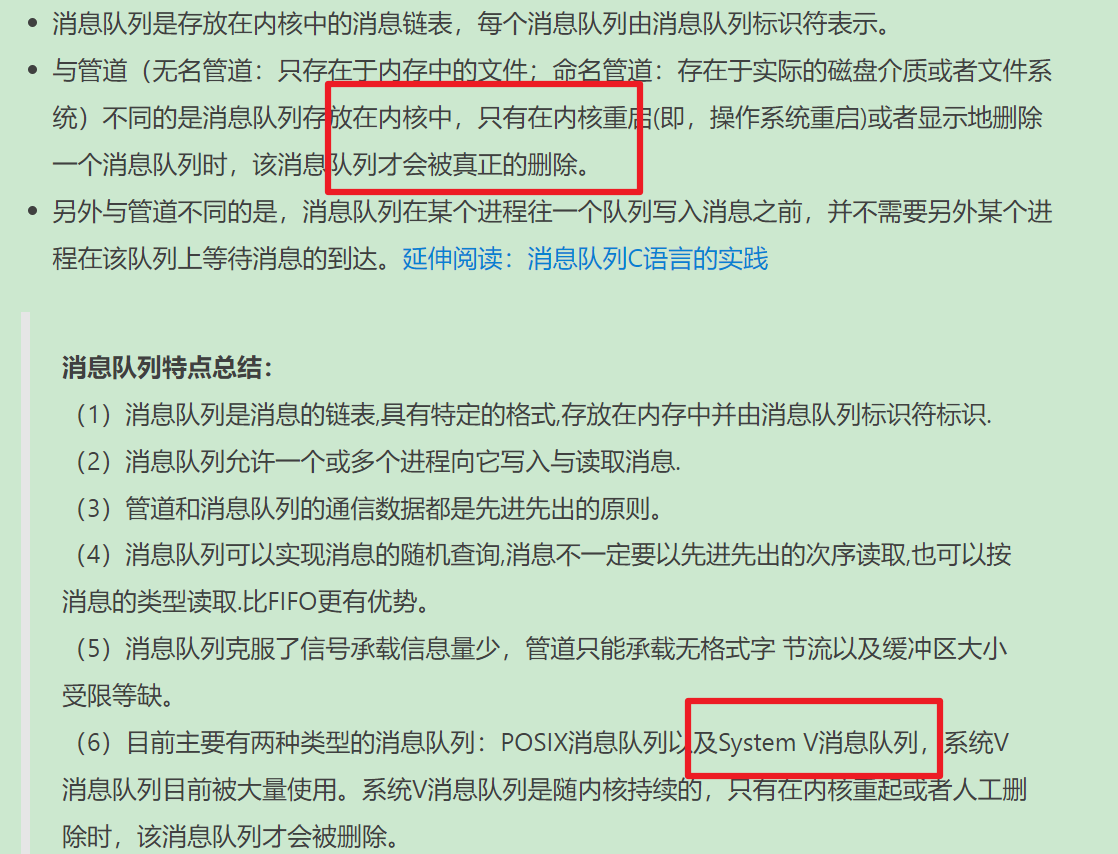 消息队列是存放在内核中的消息链表，每个消息队列由消息队列标识符表示。
与管道（无名管道：只存在于内存中的文件；命名管道：存在于实际的磁盘介质或者文件系
统）不同的是消息队列存放在内核中，只有在内核重启(即，操作系统重启)或者显示地删除
一个消息队列时，该消息队列才会被真正的删除。
另外与管道不同的是，消息队列在某个进程往一个队列写入消息之前，并不需要另外某个进
程在该队列上等待消息的到达。延伸阅读：消息队列C语言的实践
消息队列特点总结：
（1）消息队列是消息的链表,具有特定的格式,存放在内存中并由消息队列标识符标识.
（2）消息队列允许一个或多个进程向它写入与读取消息.
（3）管道和消息队列的通信数据都是先进先出的原则。
（4）消息队列可以实现消息的随机查询,消息不一定要以先进先出的次序读取,也可以按
消息的类型读取.比FIFO更有优势。
（5）消息队列克服了信号承载信息量少，管道只能承载无格式字 节流以及缓冲区大小
受限等缺。
（6）目前主要有两种类型的消息队列：POSIX消息队列以及System V消息队列，系统V
消息队列目前被大量使用。系统V消息队列是随内核持续的，只有在内核重起或者人工删
除时，该消息队列才会被删除。